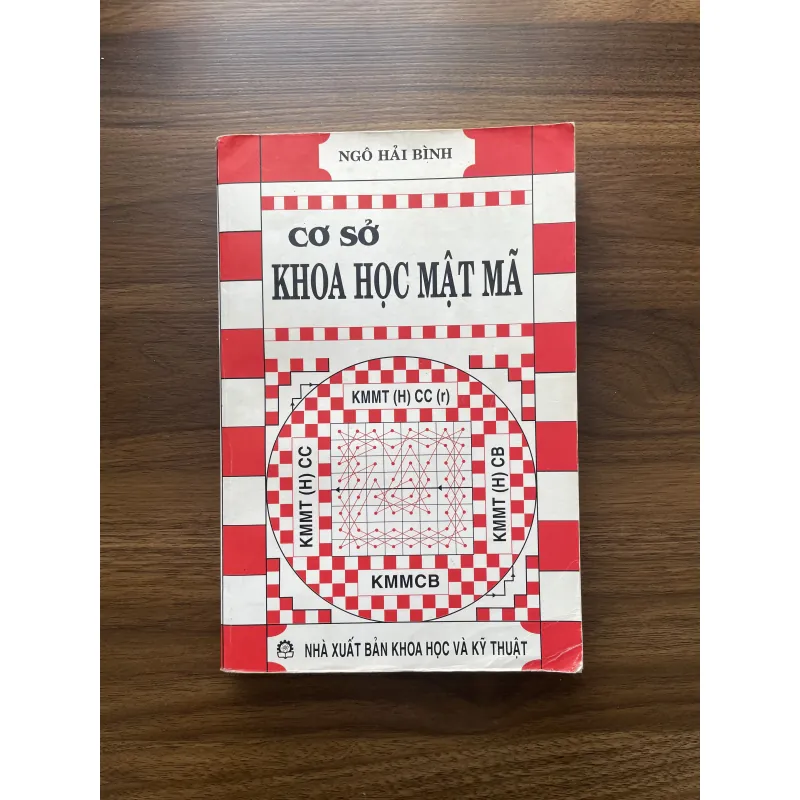 NGÔ HẢI BÌNH
CƠ SỞ
KHOA HỌC MẬT MÃ
KMMT (H) CC (r)
KMMT (H) CC
KMMT (H) CB
KMMCB
NHÀ XUẤT BẢN KHOA HỌC VÀ KỸ THUẬT